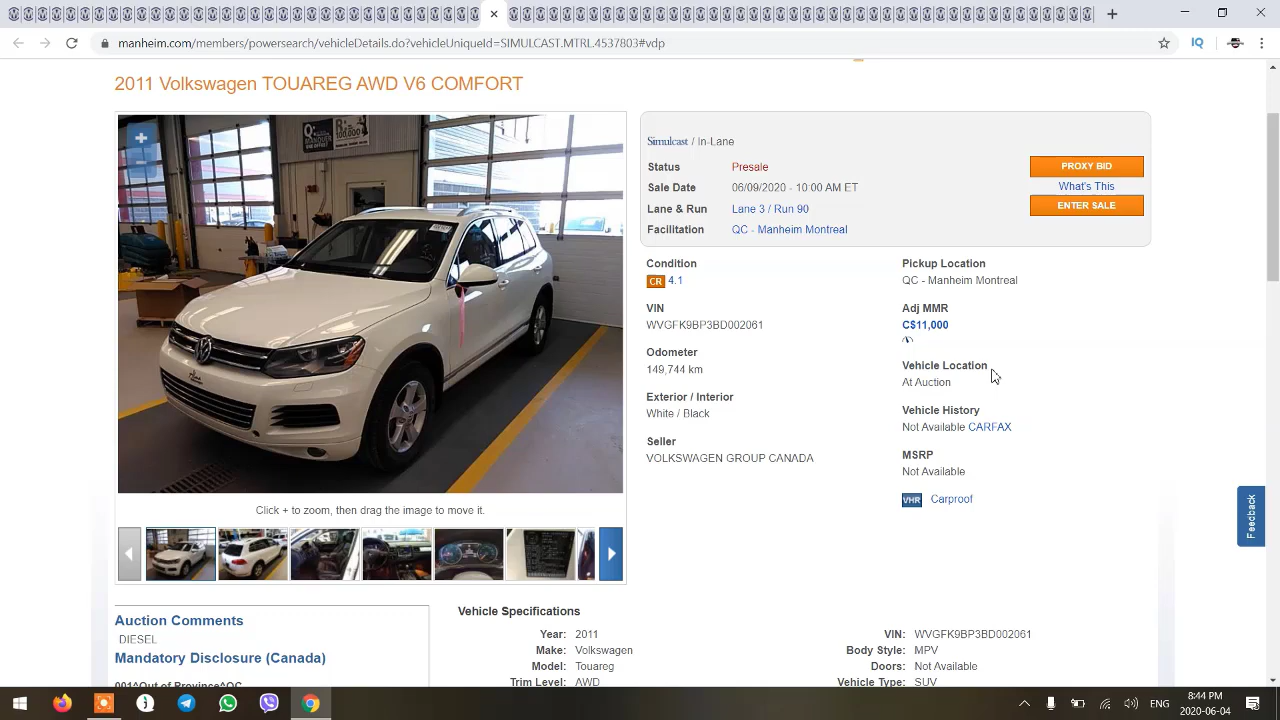 manheim.com/members/powersearch/vehicleDetails.do?vehicleUniqueId=SIMULCAST.MTRL.4537803#vdp
2011 Volkswagen TOUAREG AWD V6 COMFORT
Simulcast / In-Lane
Status Presale
Sale Date 06/09/2020 - 10:00 AM ET
Lane & Run Lane 3 / Run 90
Facilitation QC - Manheim Montreal
PROXY BID
What's This
ENTER SALE
Condition
CR 4.1
VIN
WVGFK9BP3BD002061
Odometer
149,744 km
Exterior / Interior
White / Black
Seller
VOLKSWAGEN GROUP CANADA
Pickup Location
QC - Manheim Montreal
Adj MMR
C$11,000
Vehicle Location
At Auction
Vehicle History
Not Available CARFAX
MSRP
Not Available
VHR Carproof
Click + to zoom, then drag the image to move it.
Feedback
Auction Comments
DIESEL
Mandatory Disclosure (Canada)
001^Out of Province^QC
Vehicle Specifications
Year: 2011
Make: Volkswagen
Model: Touareg
Trim Level: AWD
VIN: WVGFK9BP3BD002061
Body Style: MPV
Doors: Not Available
Vehicle Type: SUV
ENG
8:44 PM
2020-06-04